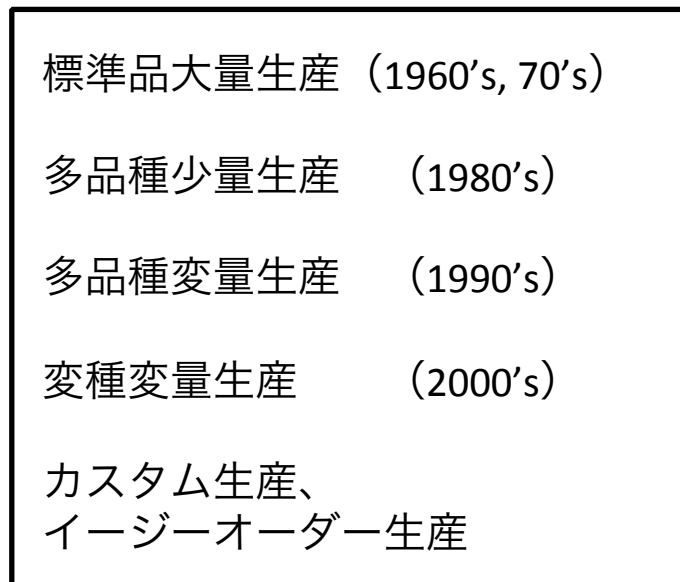 標準品大量生産（1960’s, 70’s）
多品種少量生産　（1980’s）
多品種変量生産　（1990’s）
変種変量生産　　（2000’s）
カスタム生産、
イージーオーダー生産